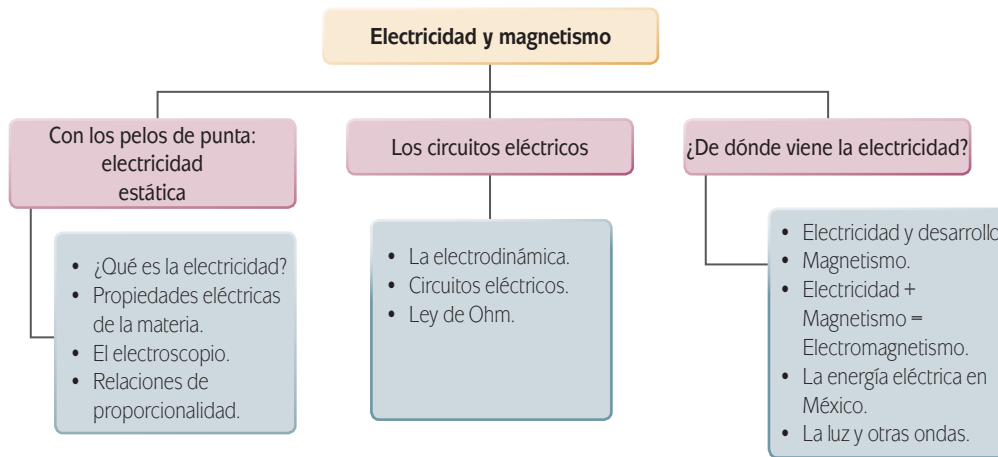 Electricidad y magnetismo
Con los pelos de punta:
electricidad
estática
Los circuitos eléctricos
¿De dónde viene la electricidad?
• ¿Qué es la electricidad?
• Propiedades eléctricas
de la materia.
• El electroscopio.
• Relaciones de
proporcionalidad.
• La electrodinámica.
• Circuitos eléctricos.
• Ley de Ohm.
• Electricidad y desarrollo
• Magnetismo.
• Electricidad +
Magnetismo =
Electromagnetismo.
• La energía eléctrica en
México.
• La luz y otras ondas.